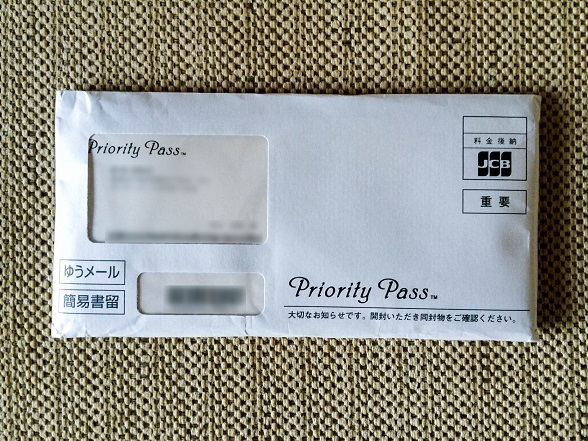 Priority Pass™
料金後納
JCB
重要
ゆうメール
簡易書留
Priority Pass™
大切なお知らせです。開封いただき同封物をご確認ください。